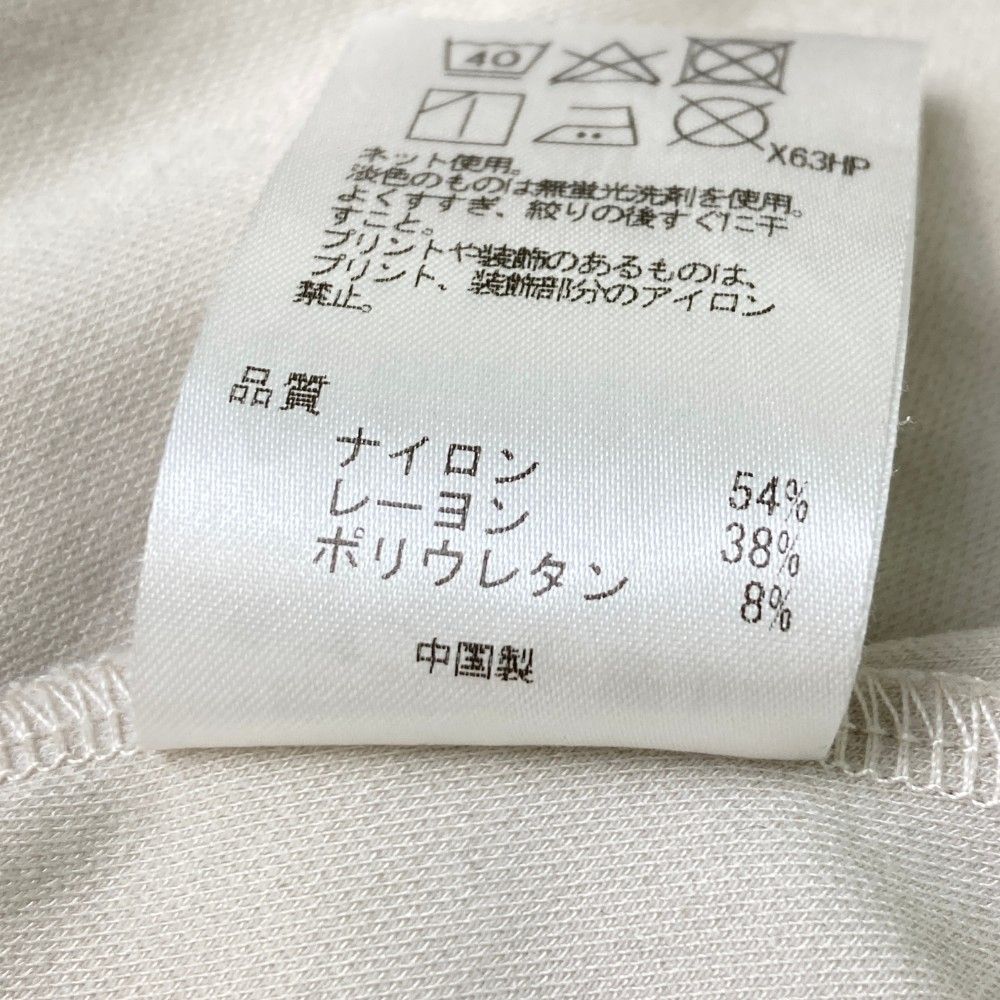 40
X63HP
ネット使用。
淡色のものは無蛍光洗剤を使用。
よくすすぎ、絞りの後すぐに干
すこと。
プリントや装飾のあるものは、
プリント、装飾部分のアイロン
禁止。
品質
ナイロン 54%
レーヨン 38%
ポリウレタン 8%
中国製